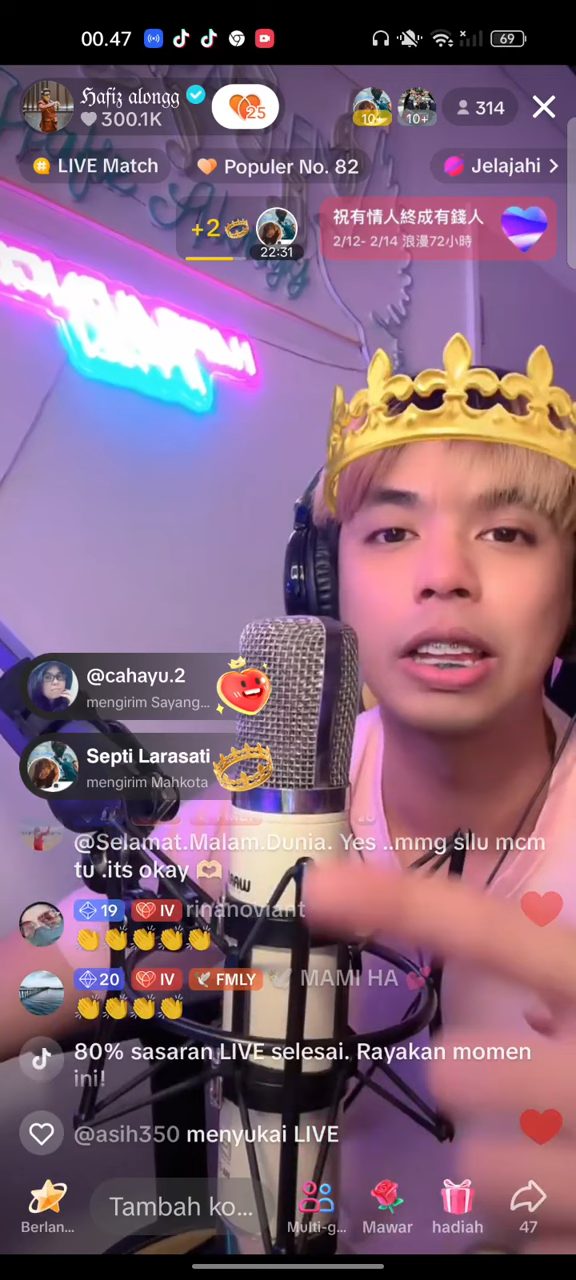 00.47
69
Hafiz alongg
300.1K
25
10+
10+
314
LIVE Match
Populer No. 82
Jelajahi
+2
22:31
祝有情人終成有錢人
2/12- 2/14 浪漫72小時
@cahayu.2
mengirim Sayang...
Septi Larasati
mengirim Mahkota
@Selamat.Malam.Dunia. Yes ..mmg sllu mcm
tu .its okay 🫶🏻
19 IV rinanoviant
👏👏👏👏👏
20 IV FMLY 🕊️ MAMI HA 💕
👏👏👏👏
80% sasaran LIVE selesai. Rayakan momen
ini!
@asih350 menyukai LIVE
Berlan...
Tambah ko...
Multi-g...
Mawar
hadiah
47